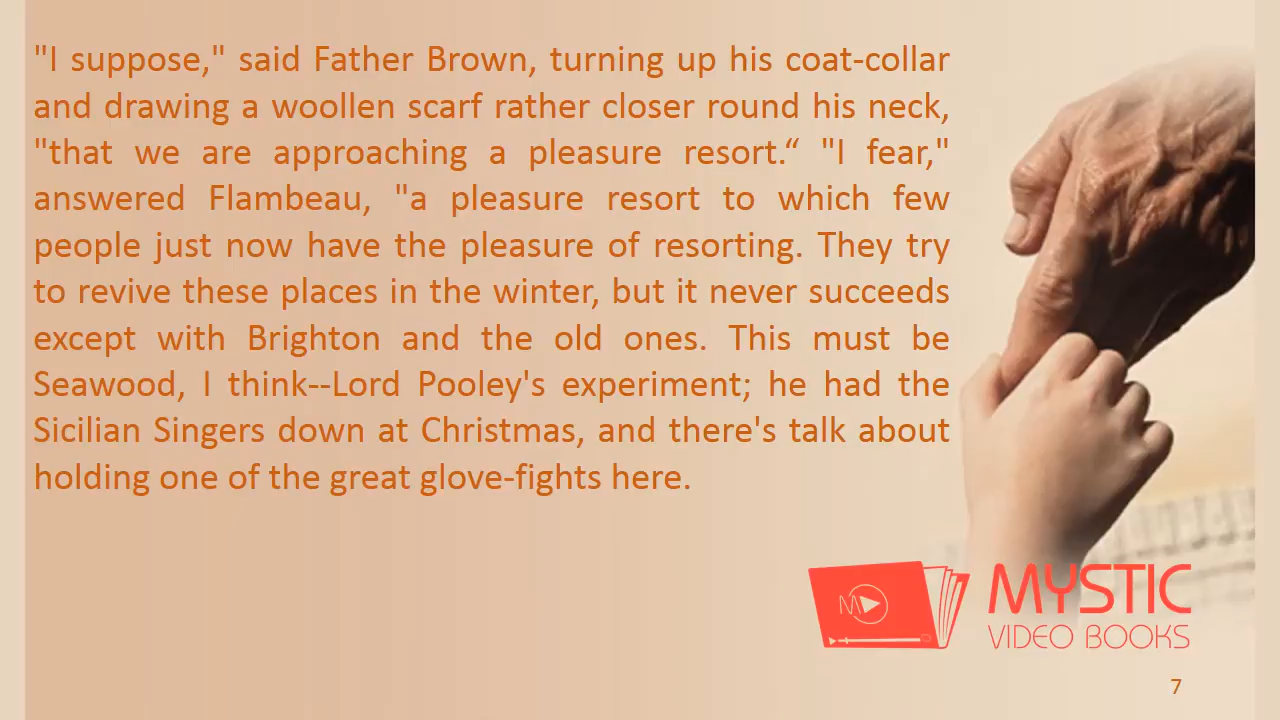 "I suppose," said Father Brown, turning up his coat-collar
and drawing a woollen scarf rather closer round his neck,
"that we are approaching a pleasure resort.“ "I fear,"
answered Flambeau, "a pleasure resort to which few
people just now have the pleasure of resorting. They try
to revive these places in the winter, but it never succeeds
except with Brighton and the old ones. This must be
Seawood, I think--Lord Pooley's experiment; he had the
Sicilian Singers down at Christmas, and there's talk about
holding one of the great glove-fights here.
M
MYSTIC
VIDEO BOOKS
7